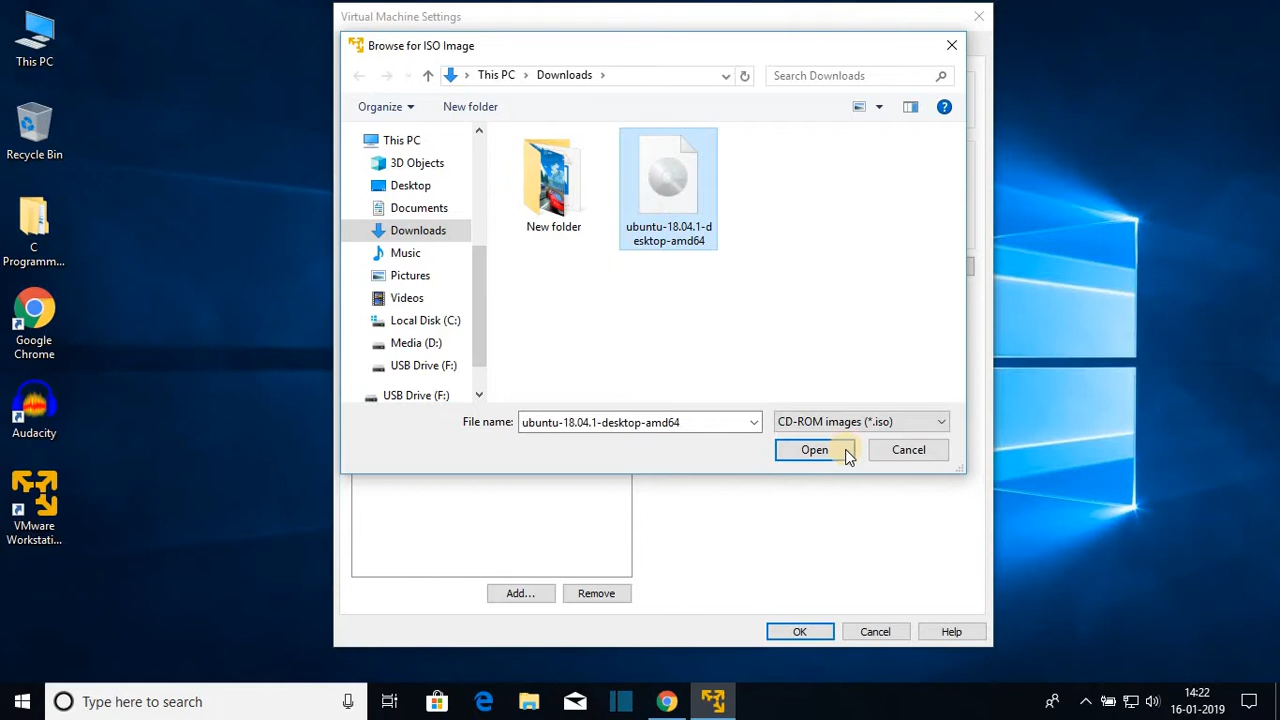 Virtual Machine Settings
Browse for ISO Image
This PC
Downloads
Search Downloads
Organize
New folder
This PC
3D Objects
Desktop
Documents
Downloads
Music
Pictures
Videos
Local Disk (C:)
Media (D:)
USB Drive (F:)
USB Drive (F:)
New folder
ubuntu-18.04.1-d
esktop-amd64
File name:
ubuntu-18.04.1-desktop-amd64
CD-ROM images (*.iso)
Open
Cancel
Add...
Remove
OK
Cancel
Help
This PC
Recycle Bin
C
Programm...
Google
Chrome
Audacity
VMware
Workstati...
Type here to search
14:22
16-01-2019